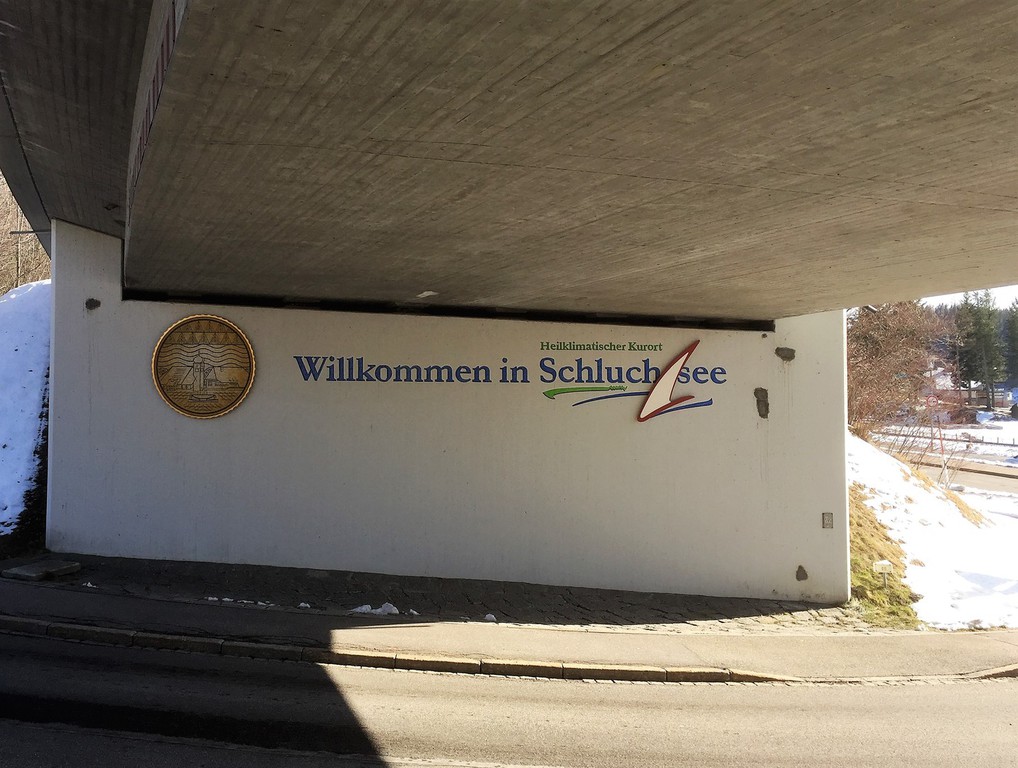 Heilklimatischer Kurort
Willkommen in Schluchsee